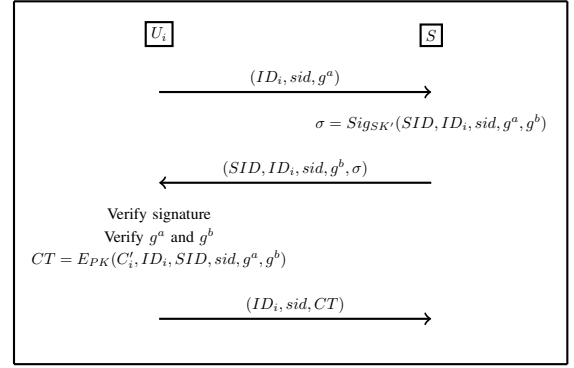 U_i S
(ID_i, sid, g^a)
σ = Sig_{SK'}(SID, ID_i, sid, g^a, g^b)
(SID, ID_i, sid, g^b, σ)
Verify signature
Verify g^a and g^b
CT = E_{PK}(C'_i, ID_i, SID, sid, g^a, g^b)
(ID_i, sid, CT)